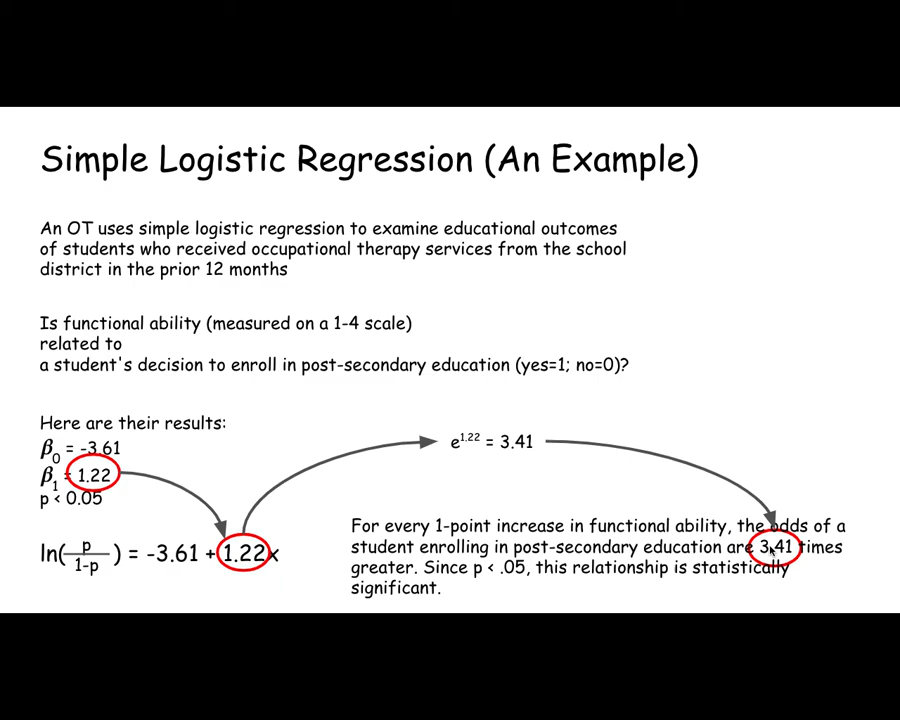 Simple Logistic Regression (An Example)
An OT uses simple logistic regression to examine educational outcomes
of students who received occupational therapy services from the school
district in the prior 12 months
Is functional ability (measured on a 1-4 scale)
related to
a student's decision to enroll in post-secondary education (yes=1; no=0)?
Here are their results:
β₀ = -3.61
β₁ = 1.22
p < 0.05
e^1.22 = 3.41
ln(p/1-p) = -3.61 + 1.22x
For every 1-point increase in functional ability, the odds of a
student enrolling in post-secondary education are 3.41 times
greater. Since p < .05, this relationship is statistically
significant.